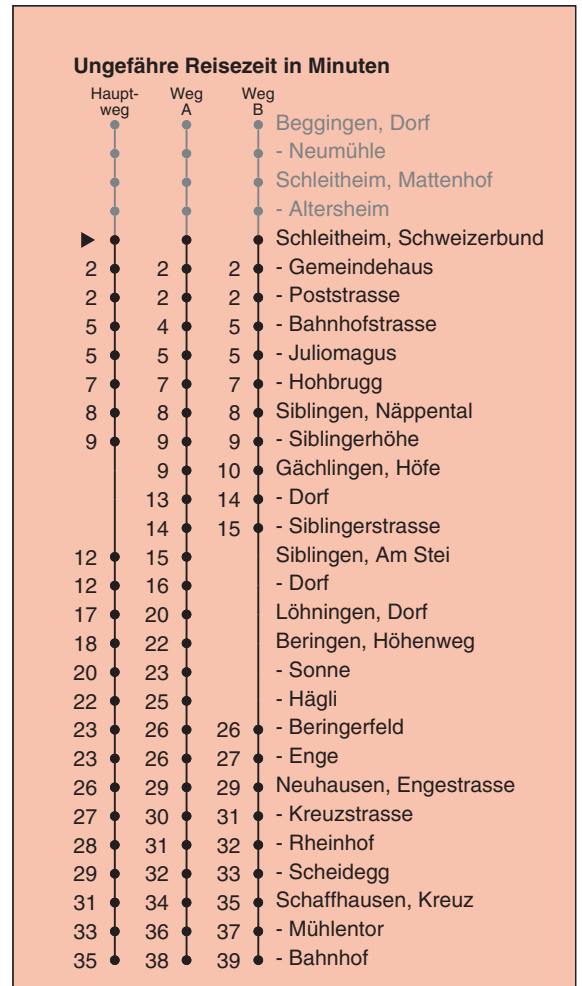 Ungefähre Reisezeit in Minuten
Haupt- Weg Weg
weg A B
Beggingen, Dorf
- Neumühle
Schleitheim, Mattenhof
- Altersheim
Schleitheim, Schweizerbund
2 2 2 - Gemeindehaus
2 2 2 - Poststrasse
5 4 5 - Bahnhofstrasse
5 5 5 - Juliomagus
7 7 7 - Hohbrugg
8 8 8 Siblingen, Näppental
9 9 9 - Siblingerhöhe
9 10 Gächlingen, Höfe
13 14 - Dorf
14 15 - Siblingerstrasse
12 15 Siblingen, Am Stei
12 16 - Dorf
17 20 Löhningen, Dorf
18 22 Beringen, Höhenweg
20 23 - Sonne
22 25 - Hägli
23 26 26 - Beringerfeld
23 26 27 - Enge
26 29 29 Neuhausen, Engestrasse
27 30 31 - Kreuzstrasse
28 31 32 - Rheinhof
29 32 33 - Scheidegg
31 34 35 Schaffhausen, Kreuz
33 36 37 - Mühlentor
35 38 39 - Bahnhof